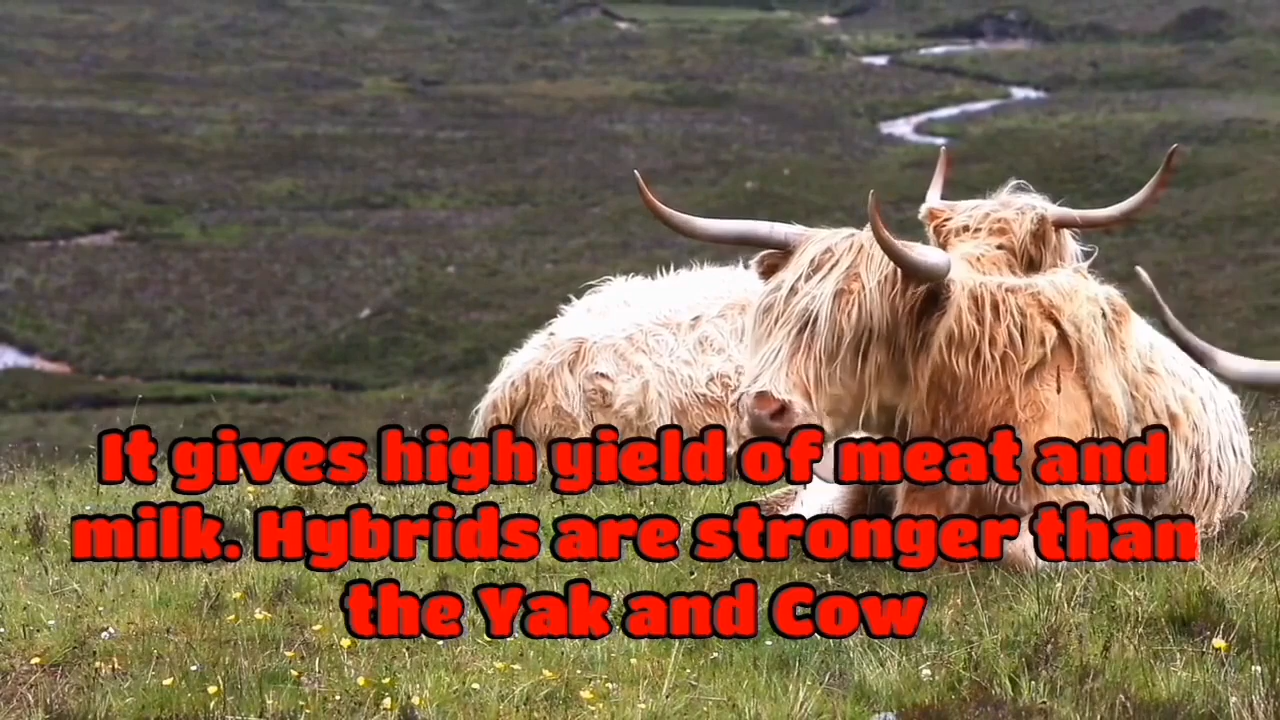 It gives high yield of meat and
milk. Hybrids are stronger than
the Yak and Cow